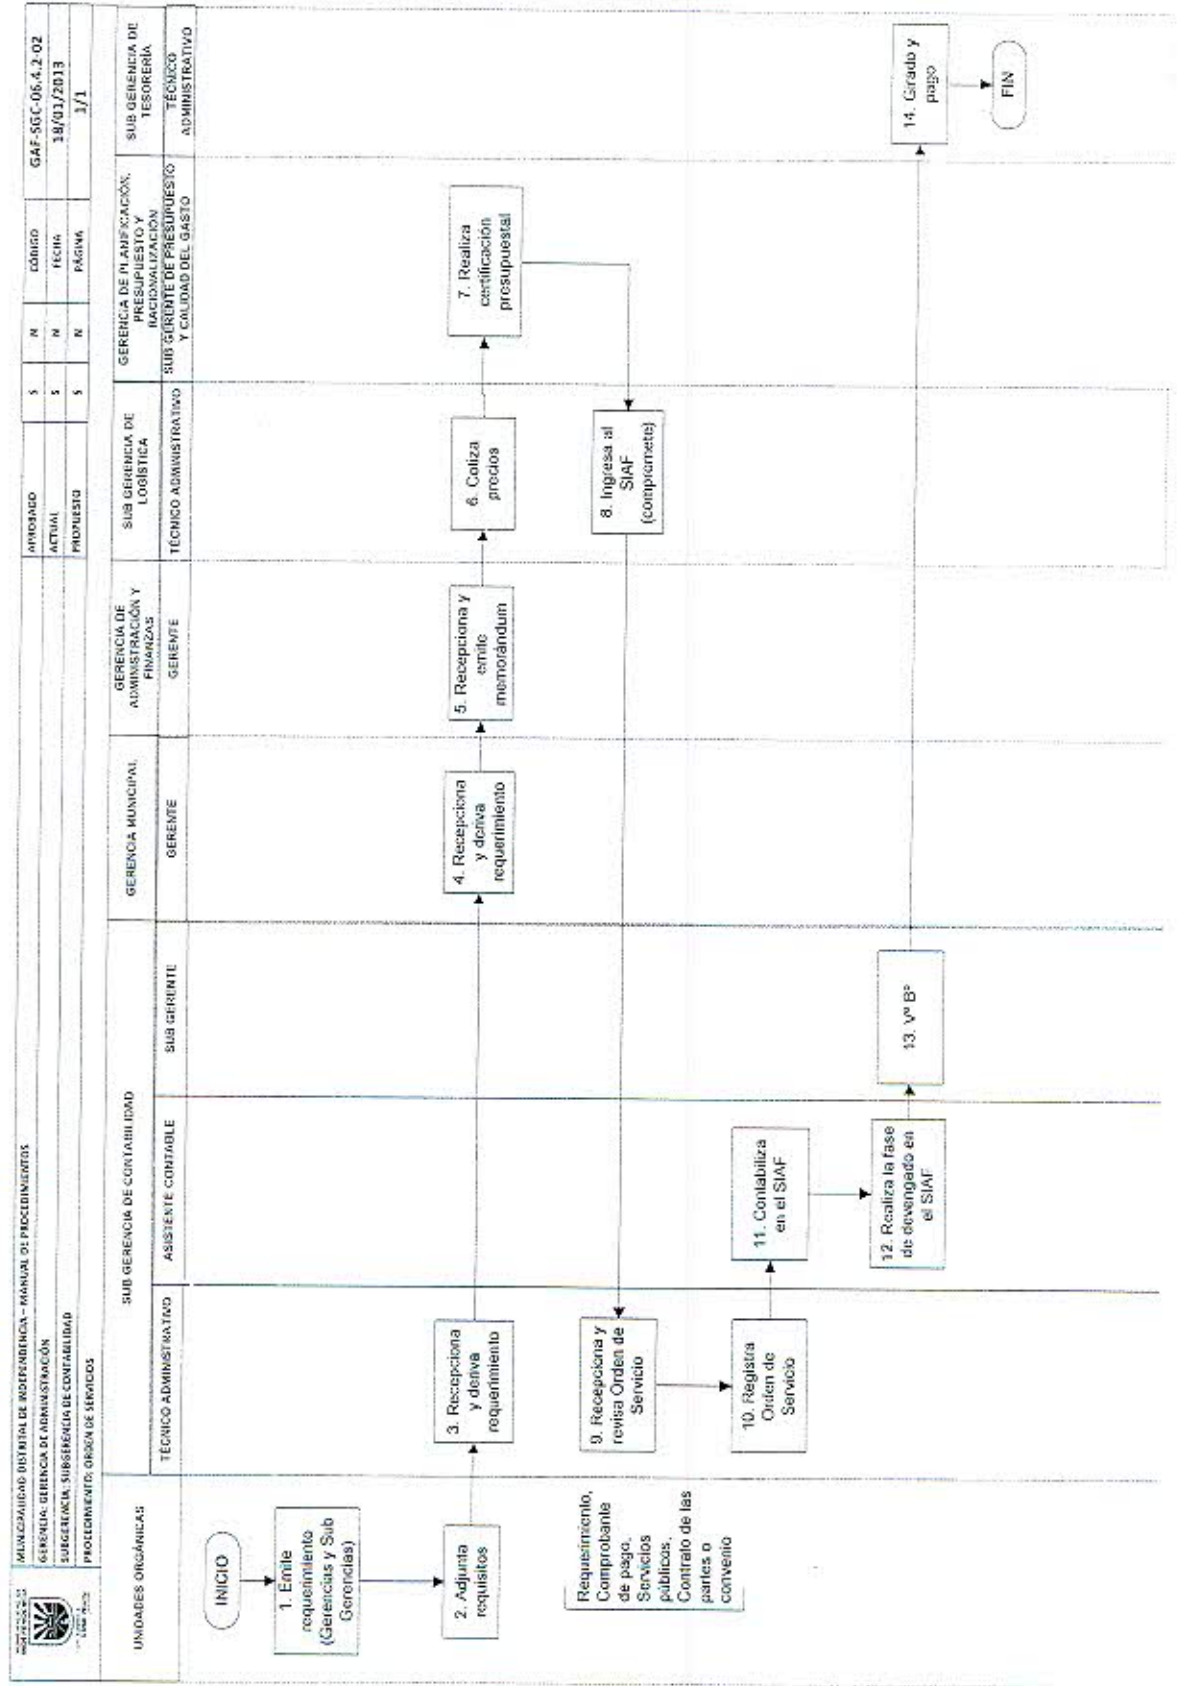 MUNICIPALIDAD DISTRITAL DE INDEPENDENCIA – MANUAL DE PROCEDIMIENTOS
GERENCIA: GERENCIA DE ADMINISTRACIÓN
SUBGERENCIA: SUBGERENCIA DE CONTABILIDAD
PROCEDIMIENTO: ORDEN DE SERVICIOS
APROBADO S N CÓDIGO GAF-SGC-06.4.2-02
ACTUAL S N FECHA 18/01/2013
PROPUESTO S N PÁGINA 1/1
UNIDADES ORGÁNICAS
SUB GERENCIA DE CONTABILIDAD
TÉCNICO ADMINISTRATIVO
ASISTENTE CONTABLE
SUB GERENTE
GERENCIA MUNICIPAL
GERENTE
GERENCIA DE
ADMINISTRACIÓN Y
FINANZAS
GERENTE
SUB GERENCIA DE
LOGÍSTICA
TÉCNICO ADMINISTRATIVO
GERENCIA DE PLANIFICACIÓN,
PRESUPUESTO Y
RACIONALIZACIÓN
SUB GERENTE DE PRESUPUESTO
Y CALIDAD DEL GASTO
SUB GERENCIA DE
TESORERÍA
TÉCNICO
ADMINISTRATIVO
INICIO
1. Emite
requerimiento
(Gerencias y Sub
Gerencias)
2. Adjunta
requisitos
3. Recepciona
y deriva
requerimiento
4. Recepciona
y deriva
requerimiento
5. Recepciona y
emite
memorándum
6. Cotiza
precios
7. Realiza
certificación
presupuestal
8. Ingresa al
SIAF
(compromete)
Requerimiento,
Comprobante
de pago,
Servicios
públicos,
Contrato de las
partes o
convenio
9. Recepciona y
revisa Orden de
Servicio
10. Registra
Orden de
Servicio
11. Contabiliza
en el SIAF
12. Realiza la fase
de devengado en
el SIAF
13. Vº Bº
14. Girado y
pago
FIN